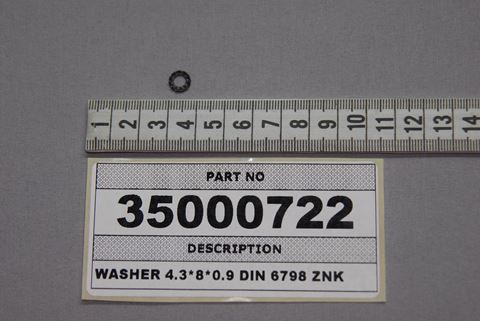 1 2 3 4 5 6 7 8 9 10 11 12 13 14
PART NO
35000722
DESCRIPTION
WASHER 4.3*8*0.9 DIN 6798 ZNK